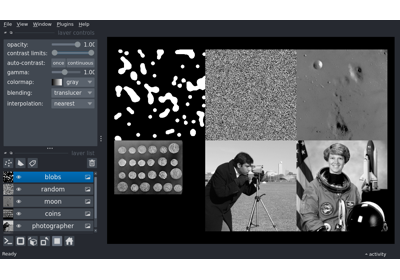 File View Window Plugins Help
layer controls
opacity: 1.00
contrast limits:
auto-contrast: once continuous
gamma: 1.00
colormap: gray
blending: translucer
interpolation: nearest
layer list
blobs
random
moon
coins
photographer
Ready
activity